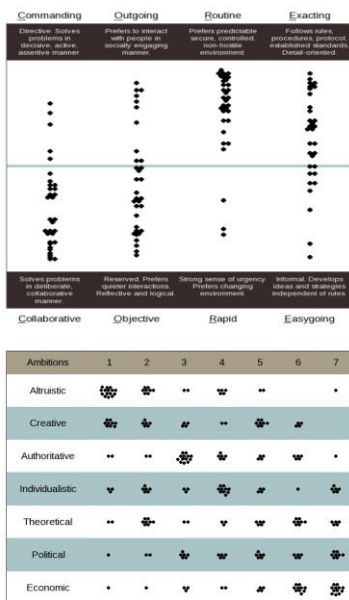 Commanding Outgoing Routine Exacting
Directive. Solves Prefers to interact Prefers predictable Follows rules,
problems in with people in secure, controlled, procedures, protocol,
decisive, active, socially engaging non-hostile established standards.
assertive manner. manner. environment. Detail-oriented.
Solves problems Reserved. Prefers Strong sense of urgency. Informal. Develops
in deliberate, quieter interactions. Prefers changing ideas and strategies
collaborative Reflective and logical. environment. independent of rules.
manner.
Collaborative Objective Rapid Easygoing
Ambitions 1 2 3 4 5 6 7
Altruistic
Creative
Authoritative
Individualistic
Theoretical
Political
Economic